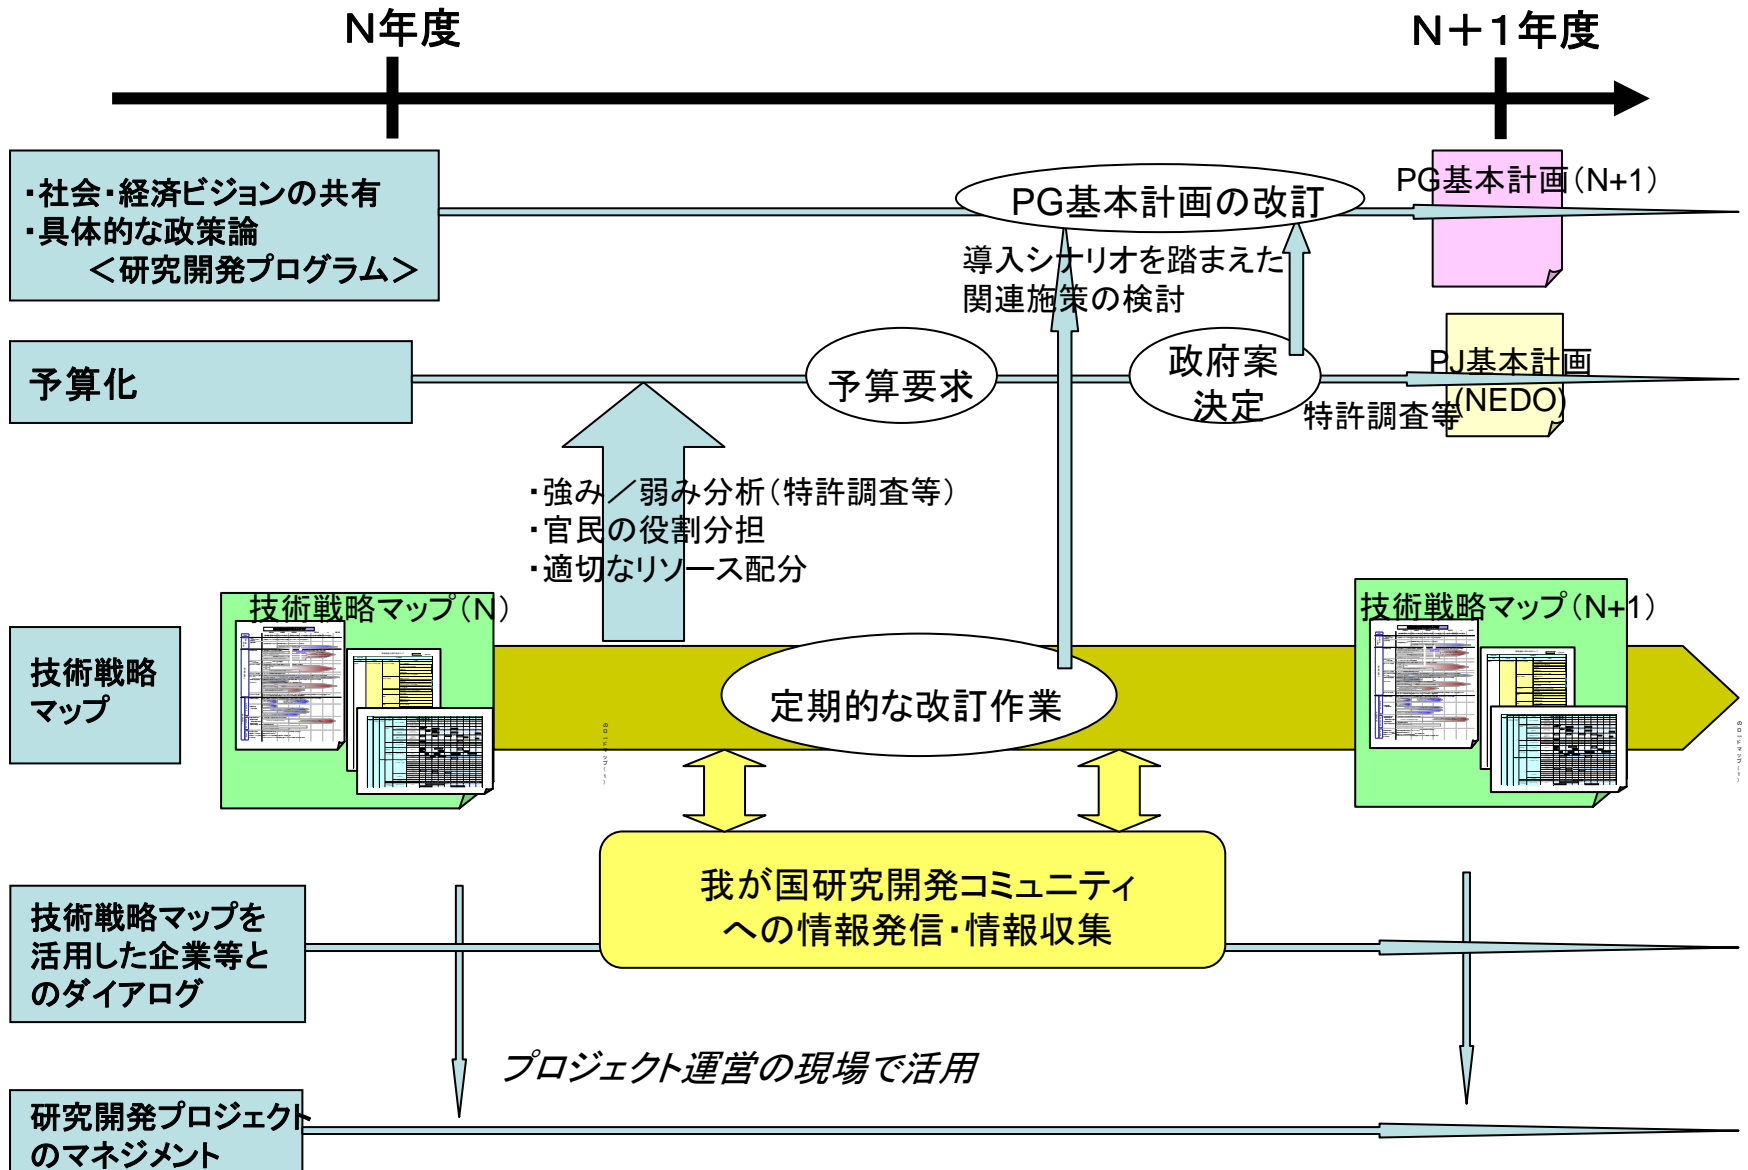 N年度
N＋1年度
・社会・経済ビジョンの共有
・具体的な政策論
＜研究開発プログラム＞
PG基本計画の改訂
PG基本計画（N+1）
導入シナリオを踏まえた
関連施策の検討
予算化
予算要求
政府案
決定
PJ基本計画
(NEDO)
特許調査等
・強み／弱み分析（特許調査等）
・官民の役割分担
・適切なリソース配分
技術戦略マップ（N）
技術戦略マップ（N+1）
技術戦略
マップ
定期的な改訂作業
我が国研究開発コミュニティ
への情報発信・情報収集
技術戦略マップを
活用した企業等と
のダイアログ
プロジェクト運営の現場で活用
研究開発プロジェクト
のマネジメント